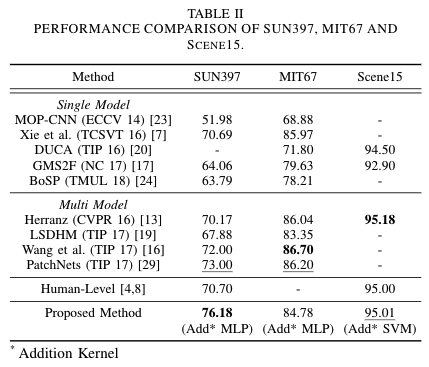 TABLE II
PERFORMANCE COMPARISON OF SUN397, MIT67 AND
SCENE15.
Method SUN397 MIT67 Scene15
Single Model
MOP-CNN (ECCV 14) [23] 51.98 68.88 -
Xie et al. (TCSVT 16) [7] 70.69 85.97 -
DUCA (TIP 16) [20] - 71.80 94.50
GMS2F (NC 17) [17] 64.06 79.63 92.90
BoSP (TMUL 18) [24] 63.79 78.21 -
Multi Model
Herranz (CVPR 16) [13] 70.17 86.04 95.18
LSDHM (TIP 17) [19] 67.88 83.35 -
Wang et al. (TIP 17) [16] 72.00 86.70 -
PatchNets (TIP 17) [29] 73.00 86.20 -
Human-Level [4,8] 70.70 - 95.00
Proposed Method 76.18 84.78 95.01
(Add* MLP) (Add* MLP) (Add* SVM)
* Addition Kernel